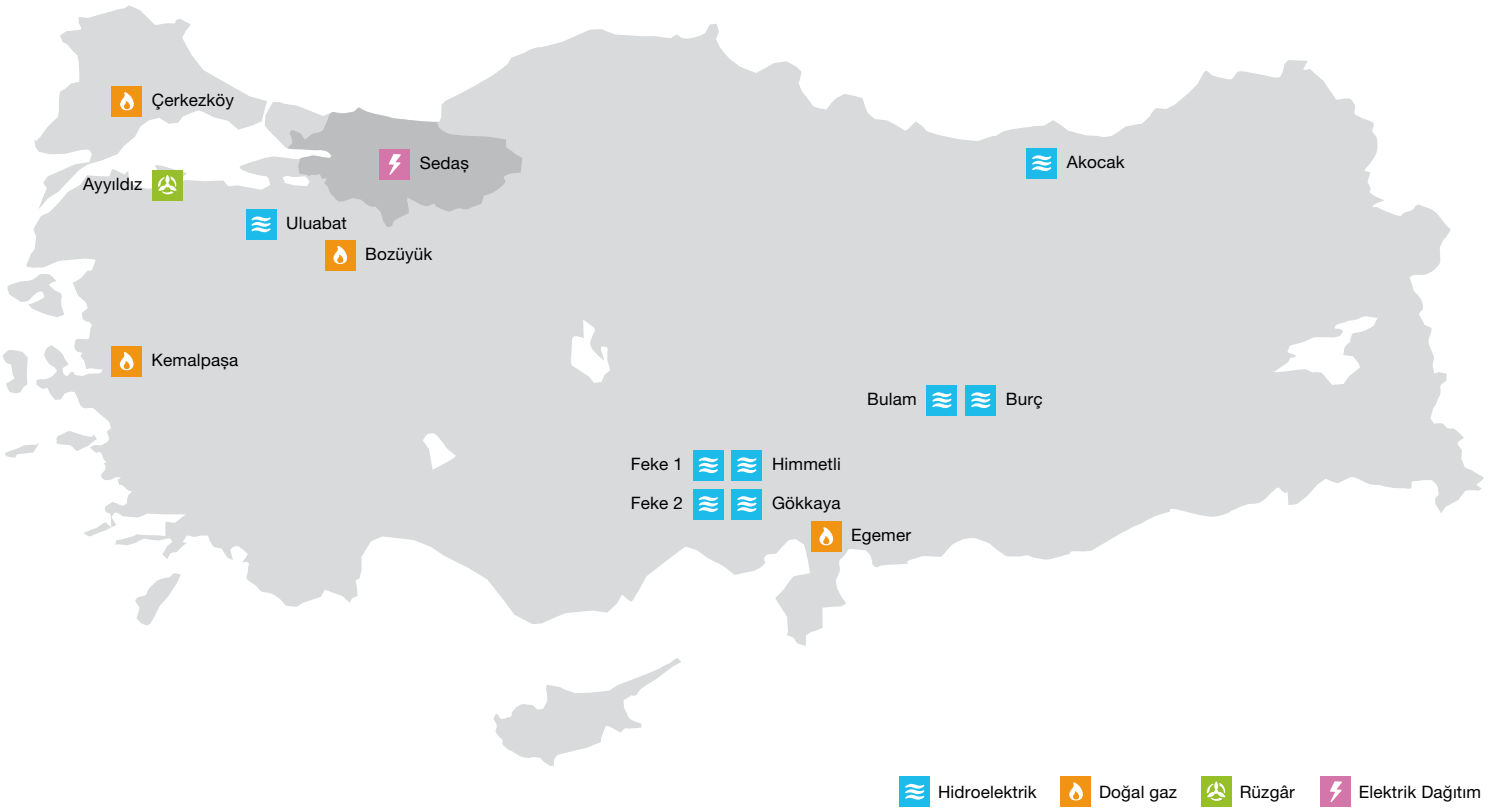 Çerkezköy
Sedaş
Akocak
Ayyıldız
Uluabat
Bozüyük
Kemalpaşa
Bulam Burç
Feke 1 Himmetli
Feke 2 Gökkaya
Egemer
Hidroelektrik Doğal gaz Rüzgâr Elektrik Dağıtım